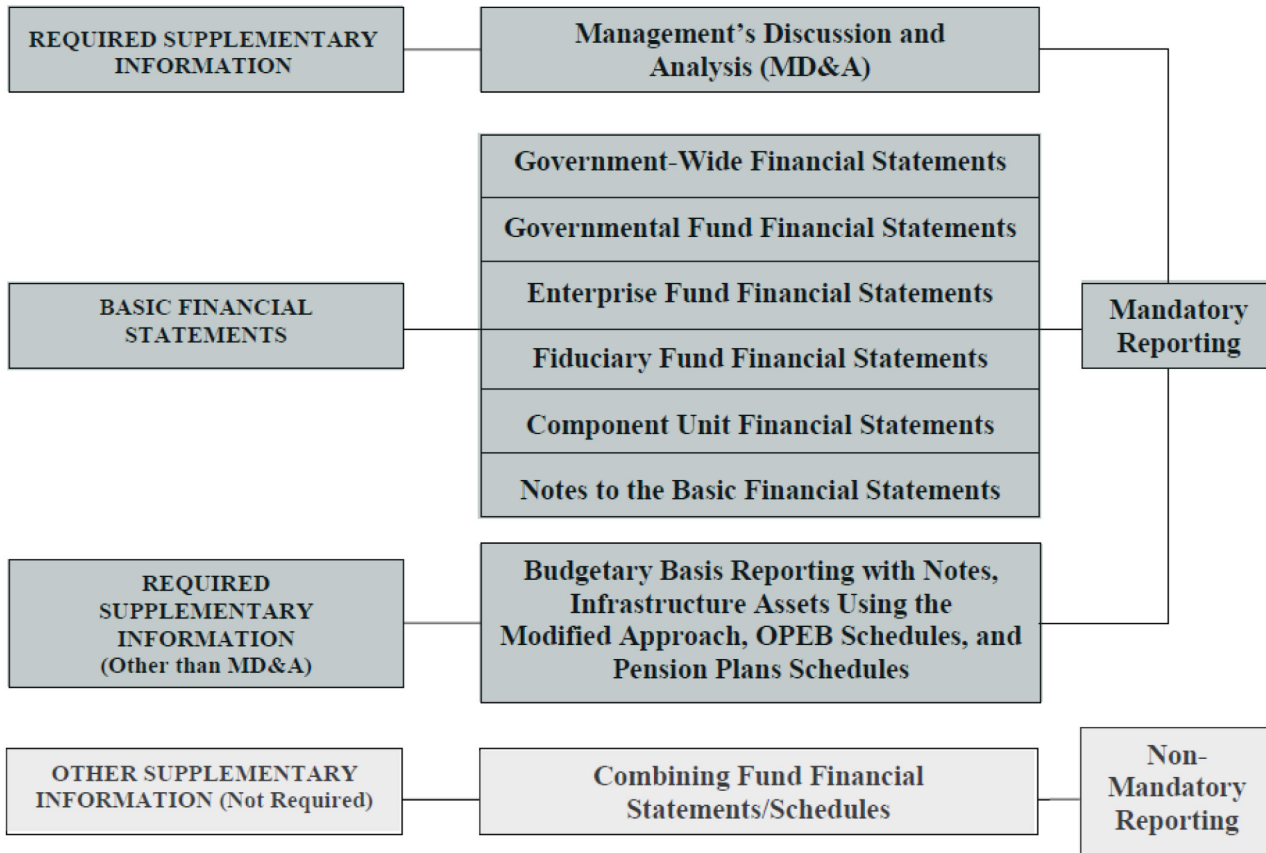 REQUIRED SUPPLEMENTARY
INFORMATION
Management’s Discussion and
Analysis (MD&A)
Government-Wide Financial Statements
Governmental Fund Financial Statements
Enterprise Fund Financial Statements
BASIC FINANCIAL
STATEMENTS
Mandatory
Reporting
Fiduciary Fund Financial Statements
Component Unit Financial Statements
Notes to the Basic Financial Statements
REQUIRED
SUPPLEMENTARY
INFORMATION
(Other than MD&A)
Budgetary Basis Reporting with Notes,
Infrastructure Assets Using the
Modified Approach, OPEB Schedules, and
Pension Plans Schedules
OTHER SUPPLEMENTARY
INFORMATION (Not Required)
Combining Fund Financial
Statements/Schedules
Non-
Mandatory
Reporting